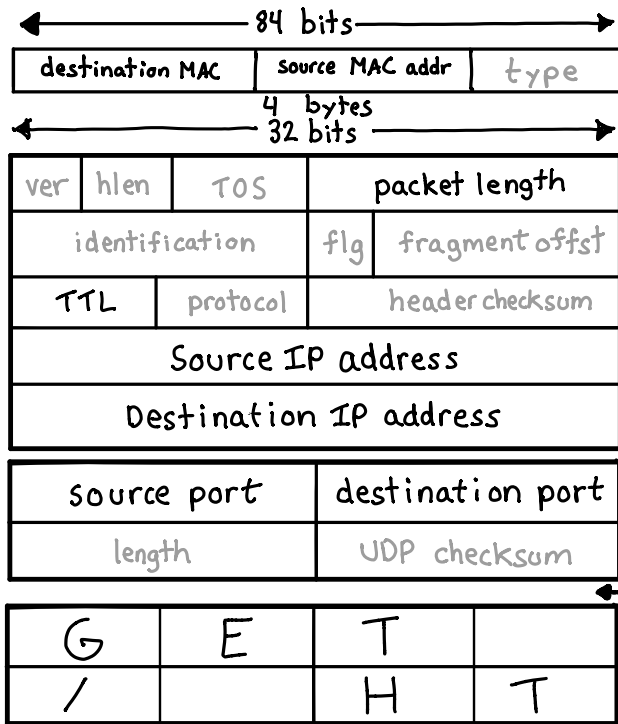 84 bits
destination MAC source MAC addr type
4 bytes
32 bits
ver hlen TOS packet length
identification flg fragment offst
TTL protocol header checksum
Source IP address
Destination IP address
source port destination port
length UDP checksum
G E T
/ H T